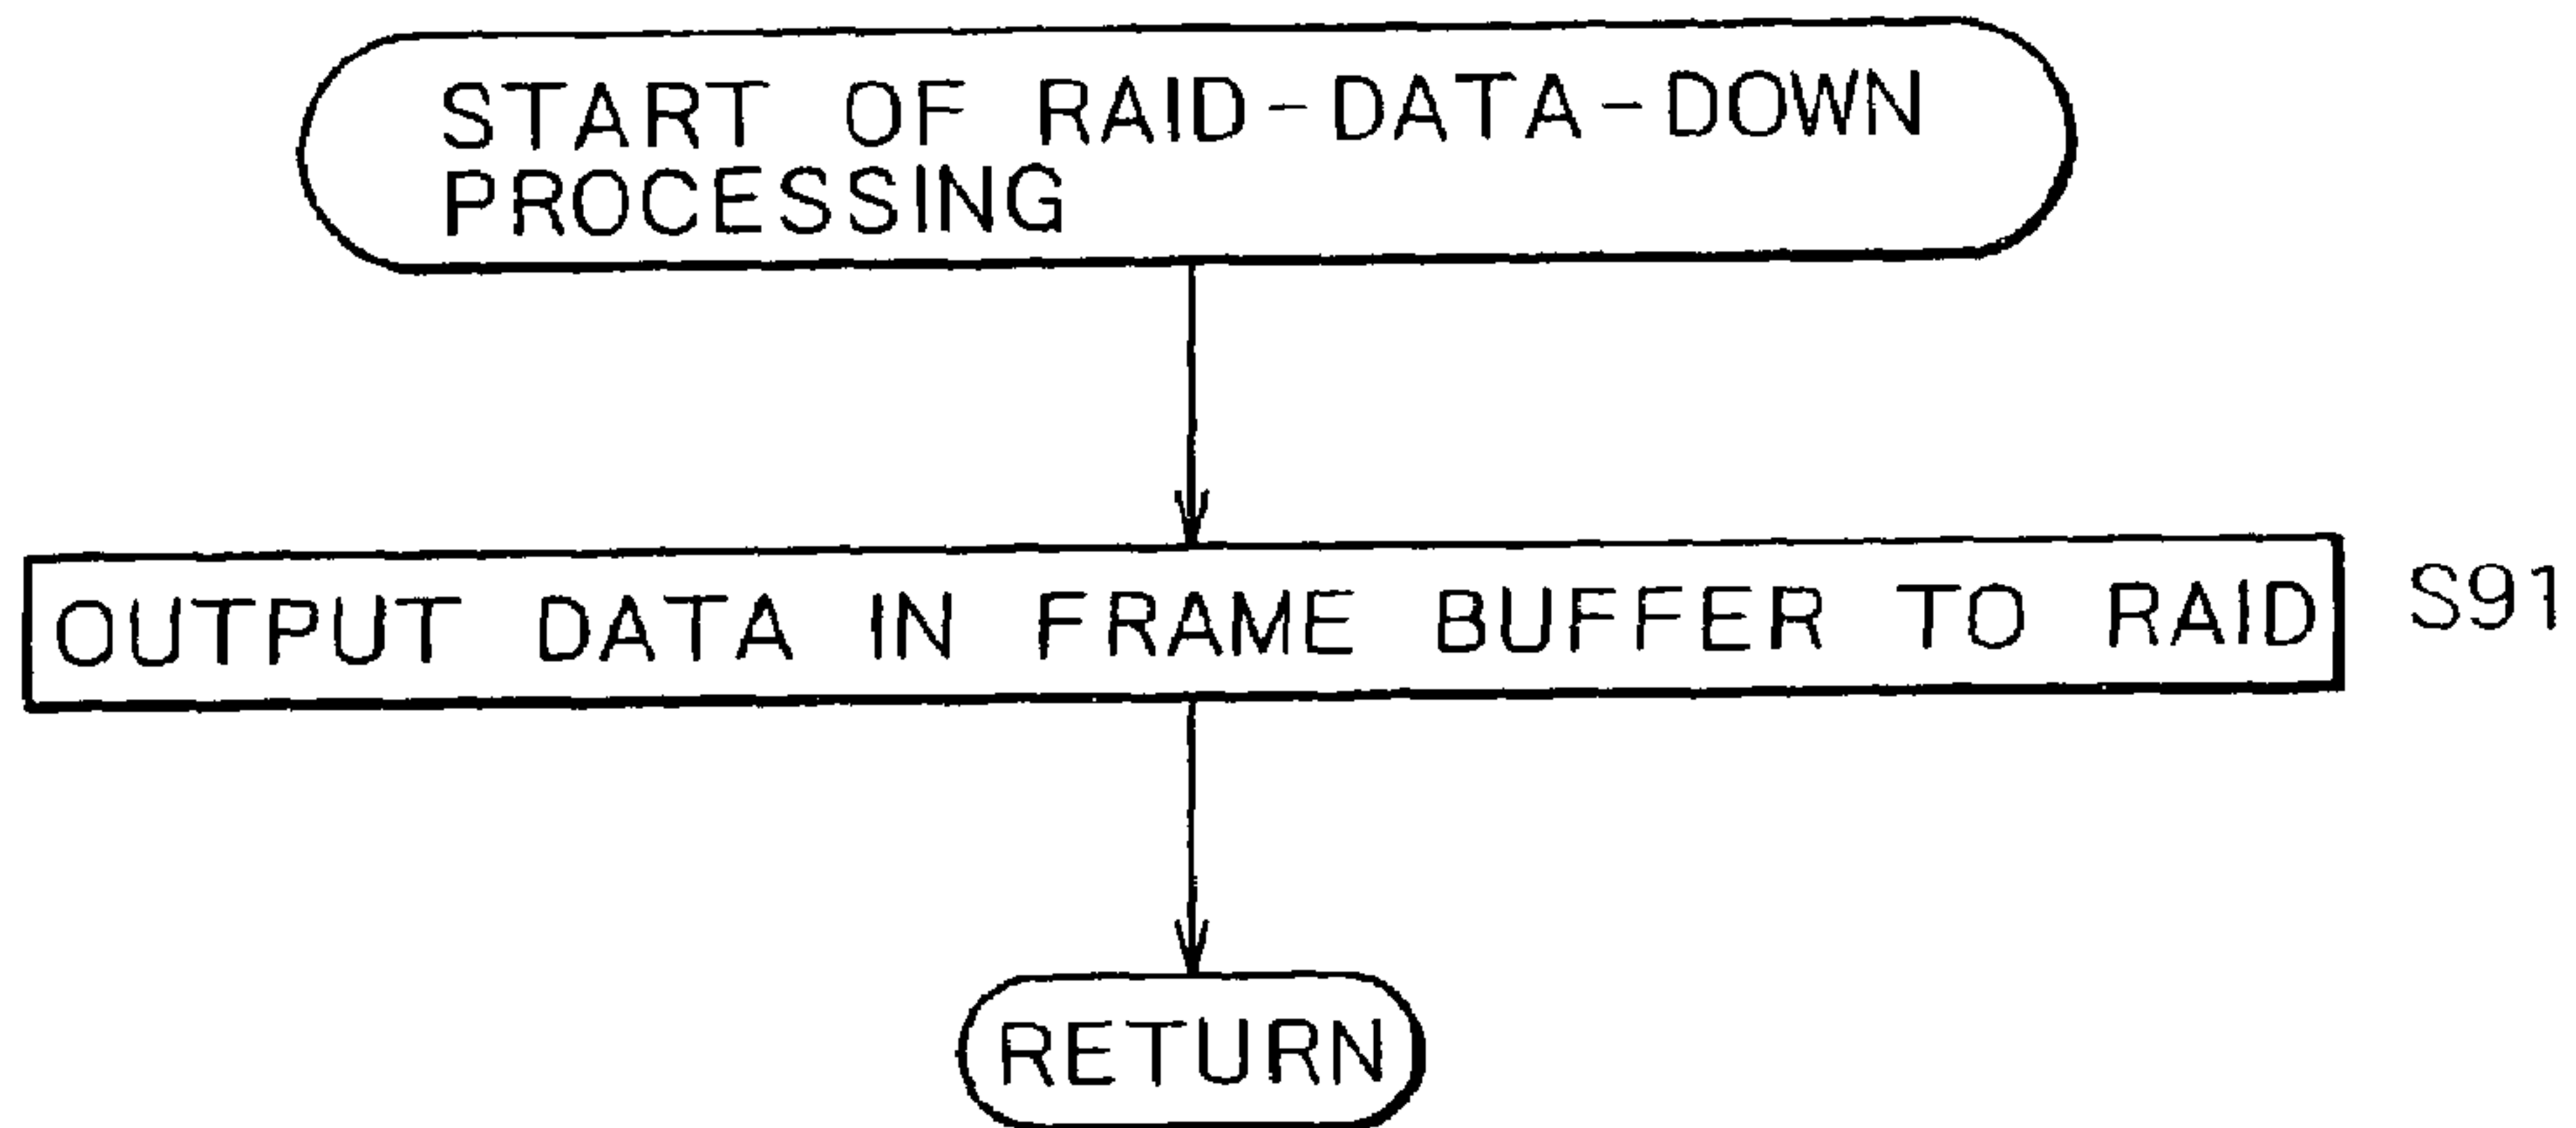 START OF RAID-DATA-DOWN
PROCESSING
OUTPUT DATA IN FRAME BUFFER TO RAID
S91
RETURN